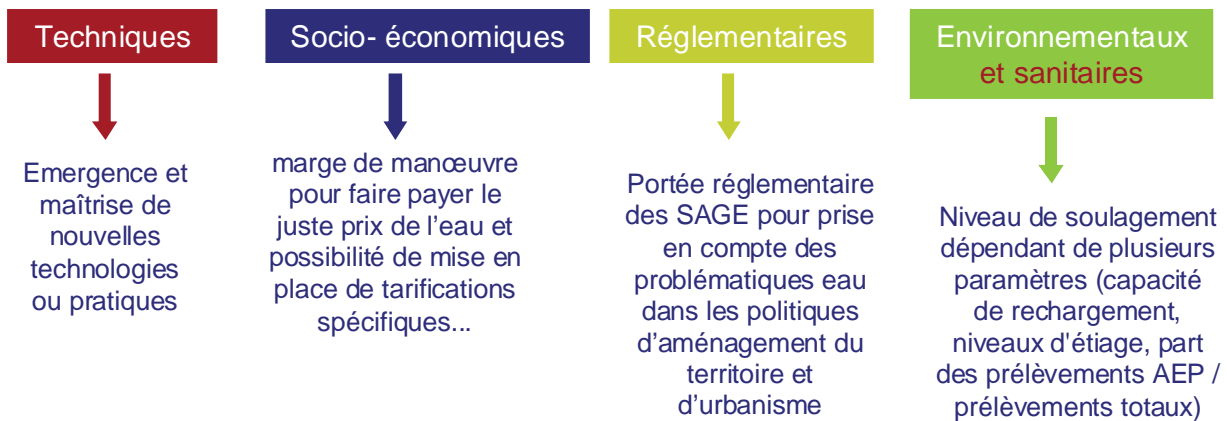 Techniques
Emergence et
maîtrise de
nouvelles
technologies
ou pratiques
Socio- économiques
marge de manœuvre
pour faire payer le
juste prix de l’eau et
possibilité de mise en
place de tarifications
spécifiques...
Réglementaires
Portée réglementaire
des SAGE pour prise
en compte des
problématiques eau
dans les politiques
d’aménagement du
territoire et
d’urbanisme
Environnementaux
et sanitaires
Niveau de soulagement
dépendant de plusieurs
paramètres (capacité
de rechargement,
niveaux d'étiage, part
des prélèvements AEP /
prélèvements totaux)